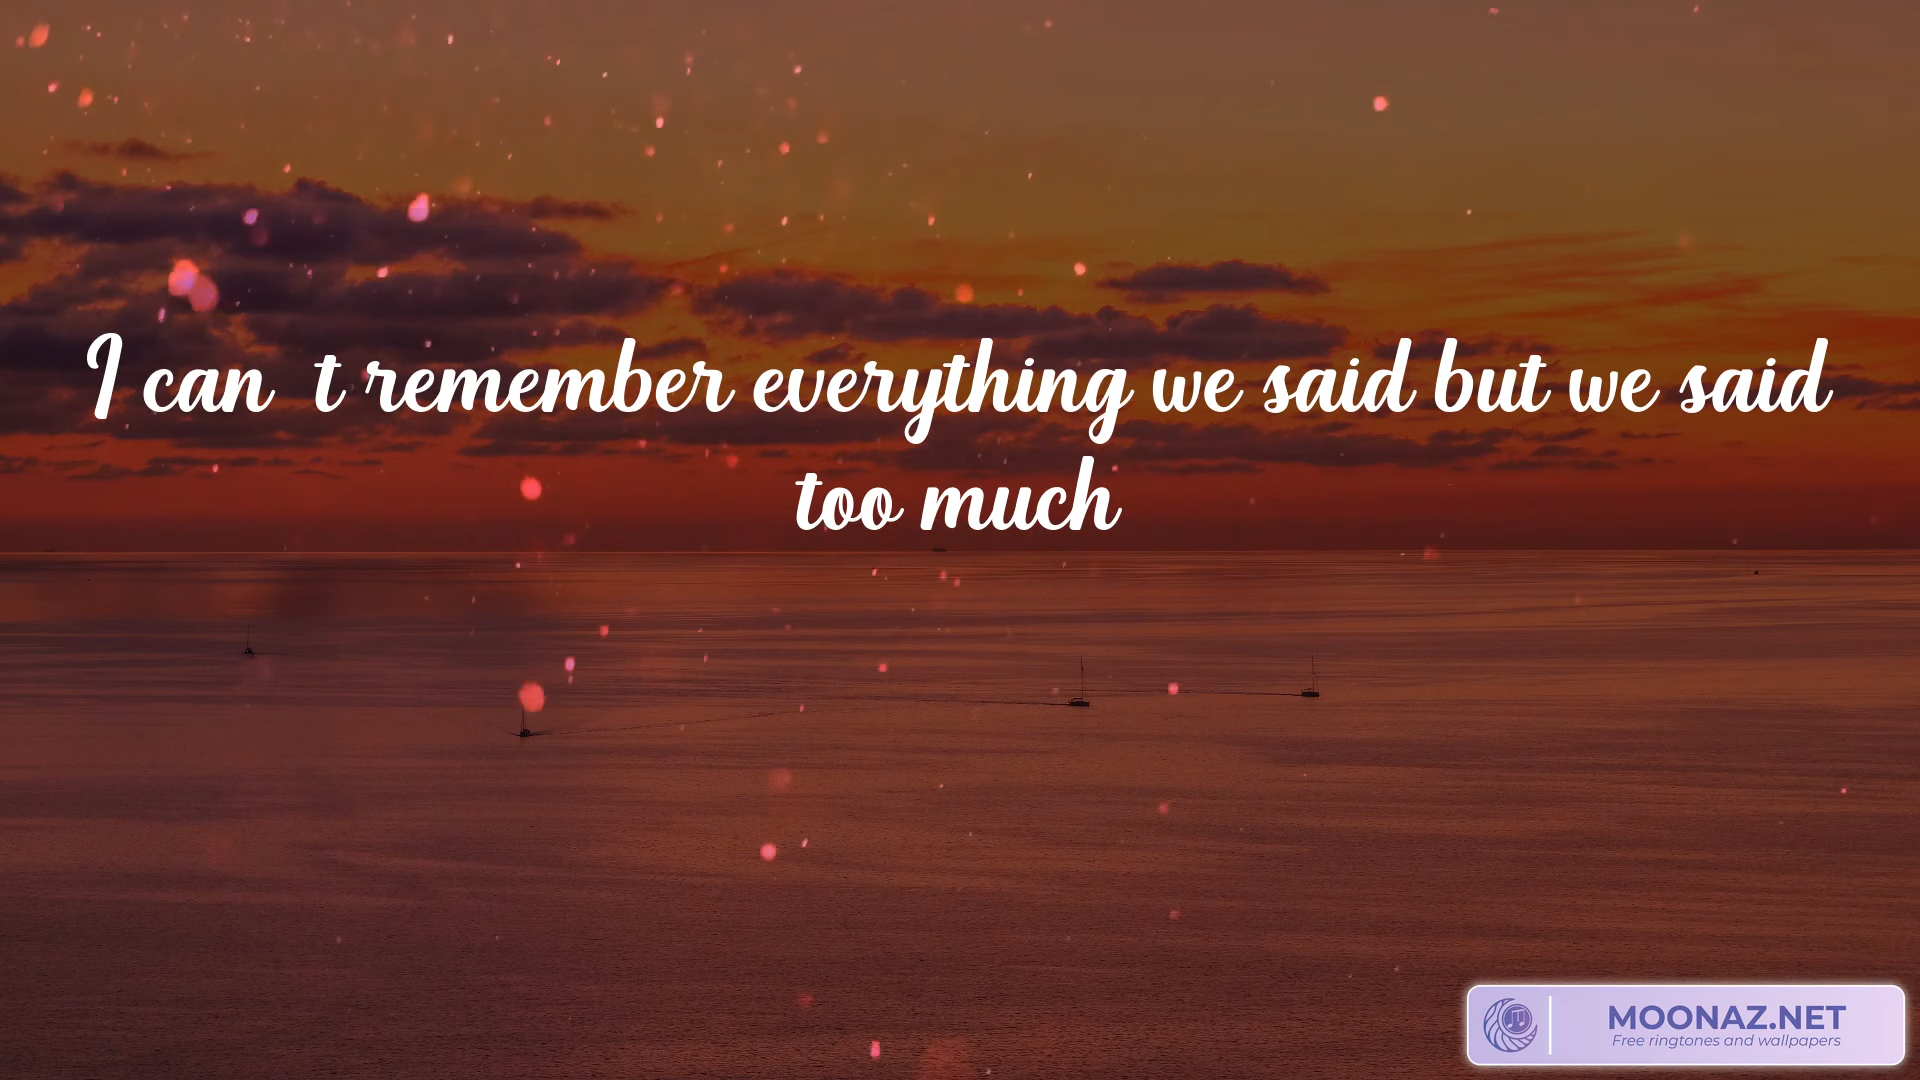 I can t remember everything we said but we said
too much
MOONAZ.NET
Free ringtones and wallpapers